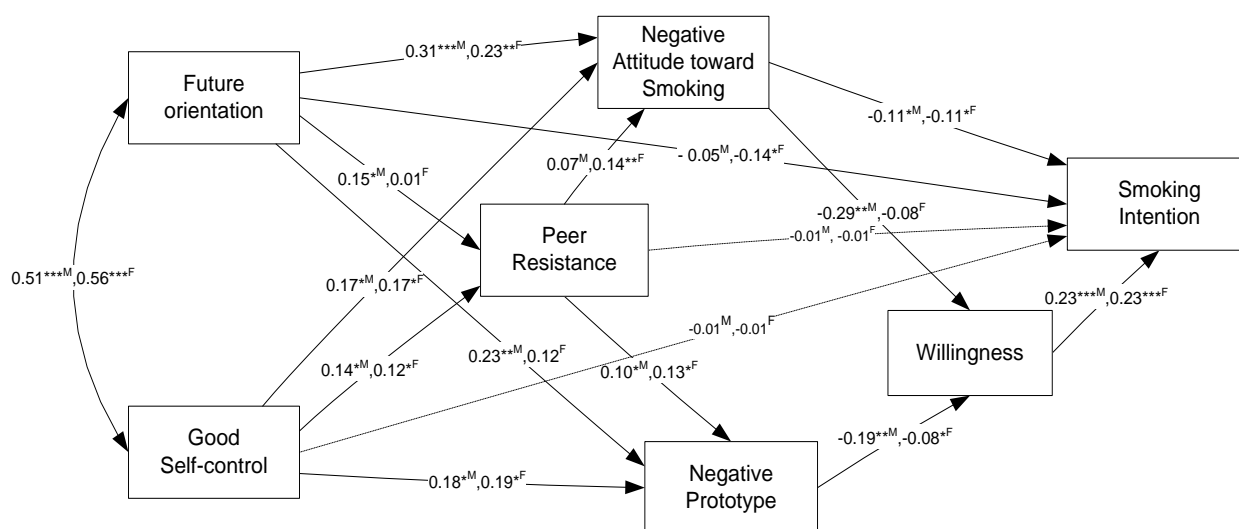 Negative
Attitude toward
Smoking
0.31***ᴹ,0.23**ꟳ
Future
orientation
-0.11*ᴹ,-0.11*ꟳ
- 0.05ᴹ,-0.14*ꟳ
0.07ᴹ,0.14**ꟳ
0.15*ᴹ,0.01ꟳ
Smoking
Intention
-0.29**ᴹ,-0.08ꟳ
Peer
Resistance
-0.01ᴹ, -0.01ꟳ
0.51***ᴹ,0.56***ꟳ
0.17*ᴹ,0.17*ꟳ
0.23***ᴹ,0.23***ꟳ
-0.01ᴹ,-0.01ꟳ
Willingness
0.23**ᴹ,0.12ꟳ
0.14*ᴹ,0.12*ꟳ
0.10*ᴹ,0.13*ꟳ
Good
Self-control
-0.19**ᴹ,-0.08*ꟳ
0.18*ᴹ,0.19*ꟳ
Negative
Prototype